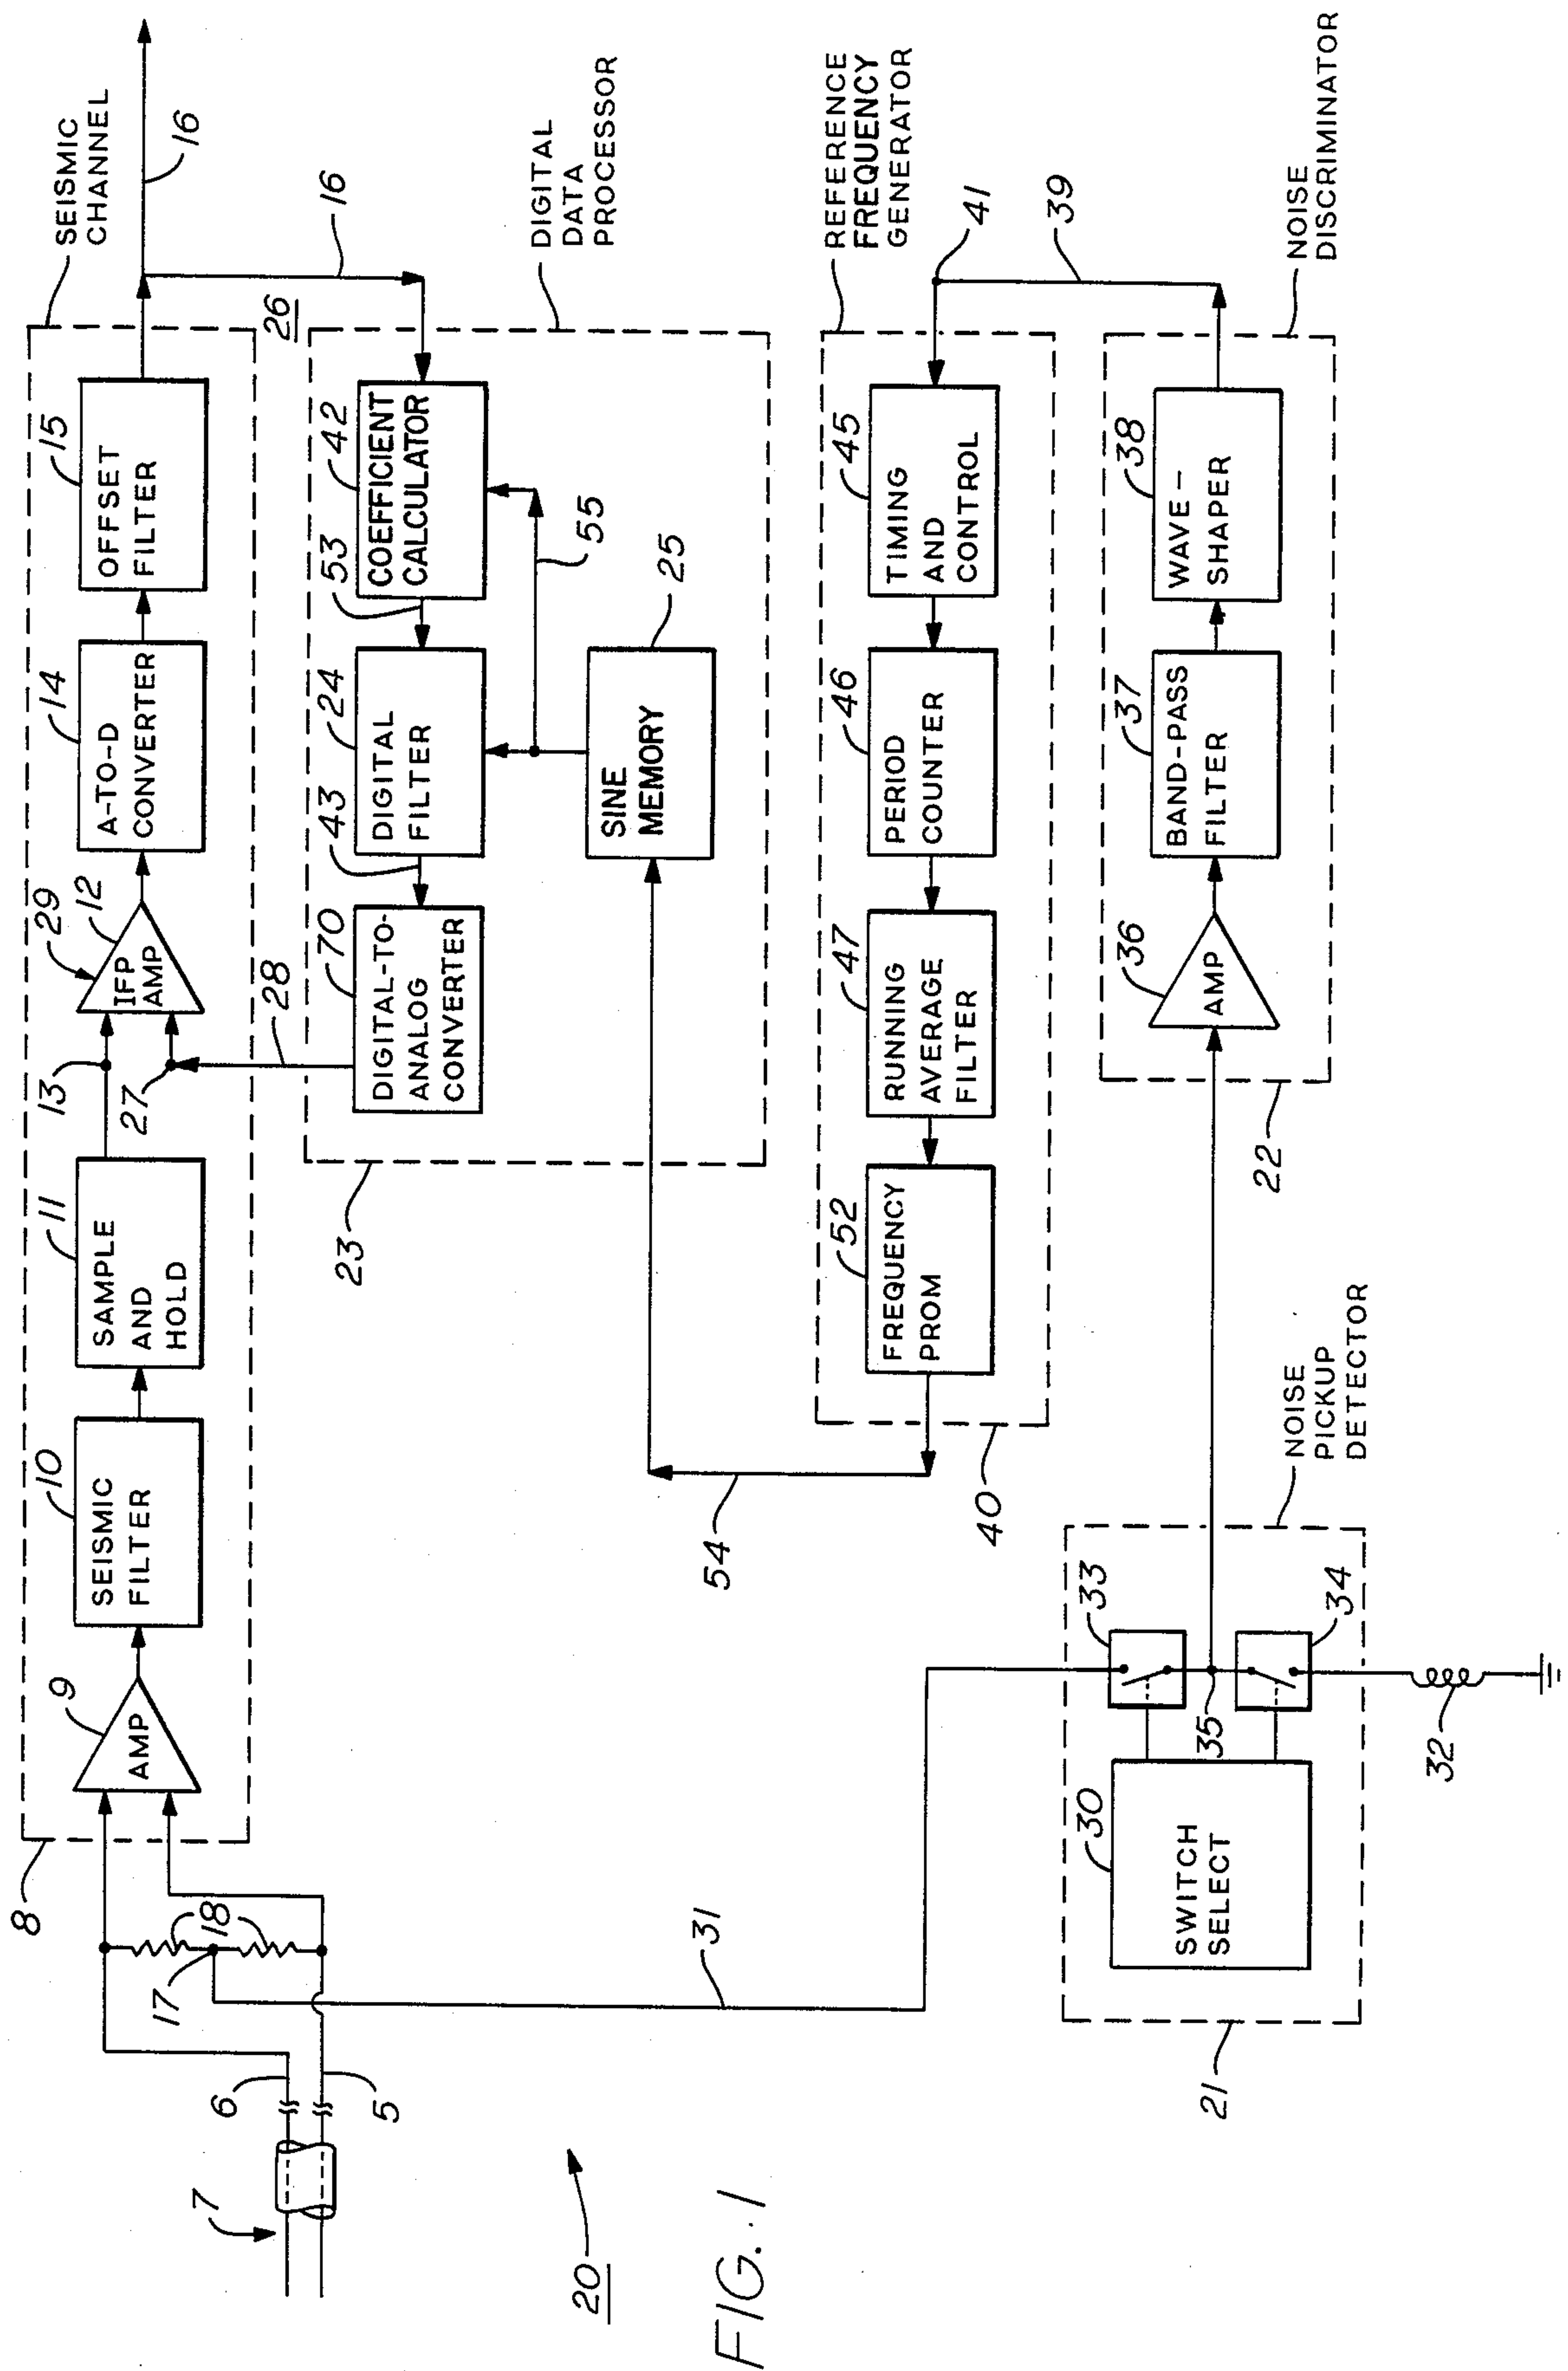 SEISMIC
CHANNEL
8
9
AMP
10
SEISMIC
FILTER
11
SAMPLE
AND
HOLD
13
27
29
12
IFP
AMP
14
A-TO-D
CONVERTER
15
OFFSET
FILTER
16
16
26
7
6
5
17
18
31
28
DIGITAL
DATA
PROCESSOR
23
70
DIGITAL-TO-
ANALOG
CONVERTER
43
24
DIGITAL
FILTER
53
42
COEFFICIENT
CALCULATOR
55
25
SINE
MEMORY
54
REFERENCE
FREQUENCY
GENERATOR
40
52
FREQUENCY
PROM
47
RUNNING
AVERAGE
FILTER
46
PERIOD
COUNTER
45
TIMING
AND
CONTROL
41
39
NOISE
DISCRIMINATOR
22
36
AMP
37
BAND-PASS
FILTER
38
WAVE-
SHAPER
NOISE
PICKUP
DETECTOR
21
30
SWITCH
SELECT
33
35
34
32
20
FIG. 1